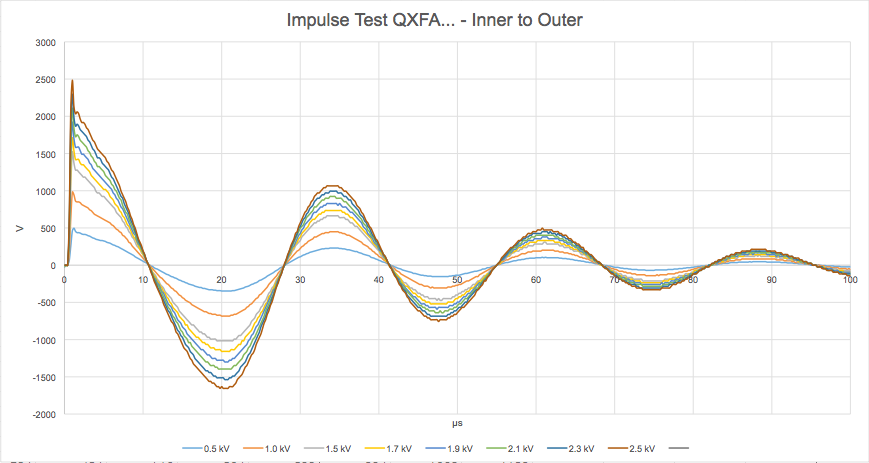 Impulse Test QXFA... - Inner to Outer
3000
2500
2000
1500
1000
500
0
-500
-1000
-1500
-2000
V
0 10 20 30 40 50 60 70 80 90 100
µs
0.5 kV 1.0 kV 1.5 kV 1.7 kV 1.9 kV 2.1 kV 2.3 kV 2.5 kV